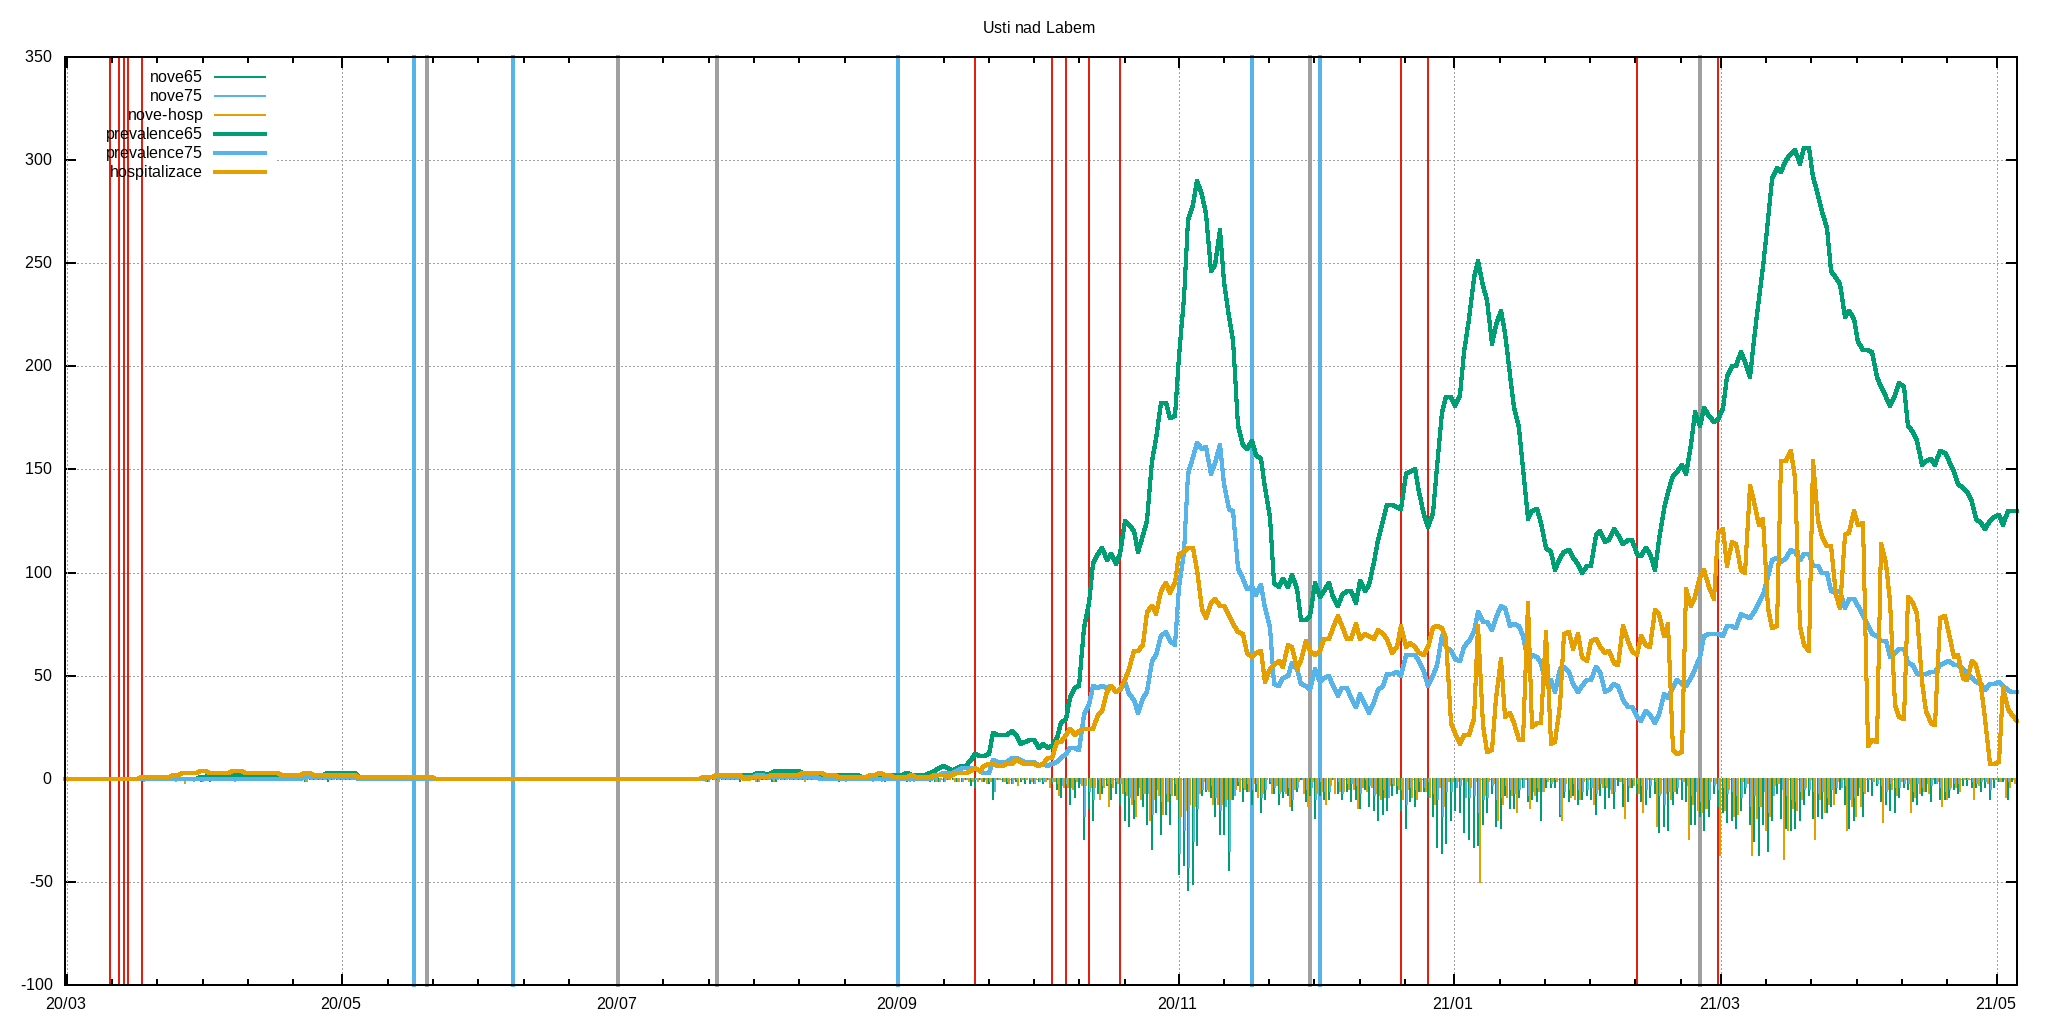 Usti nad Labem
350
300
250
200
150
100
50
0
-50
-100
nove65
nove75
nove-hosp
prevalence65
prevalence75
hospitalizace
20/03 20/05 20/07 20/09 20/11 21/01 21/03 21/05